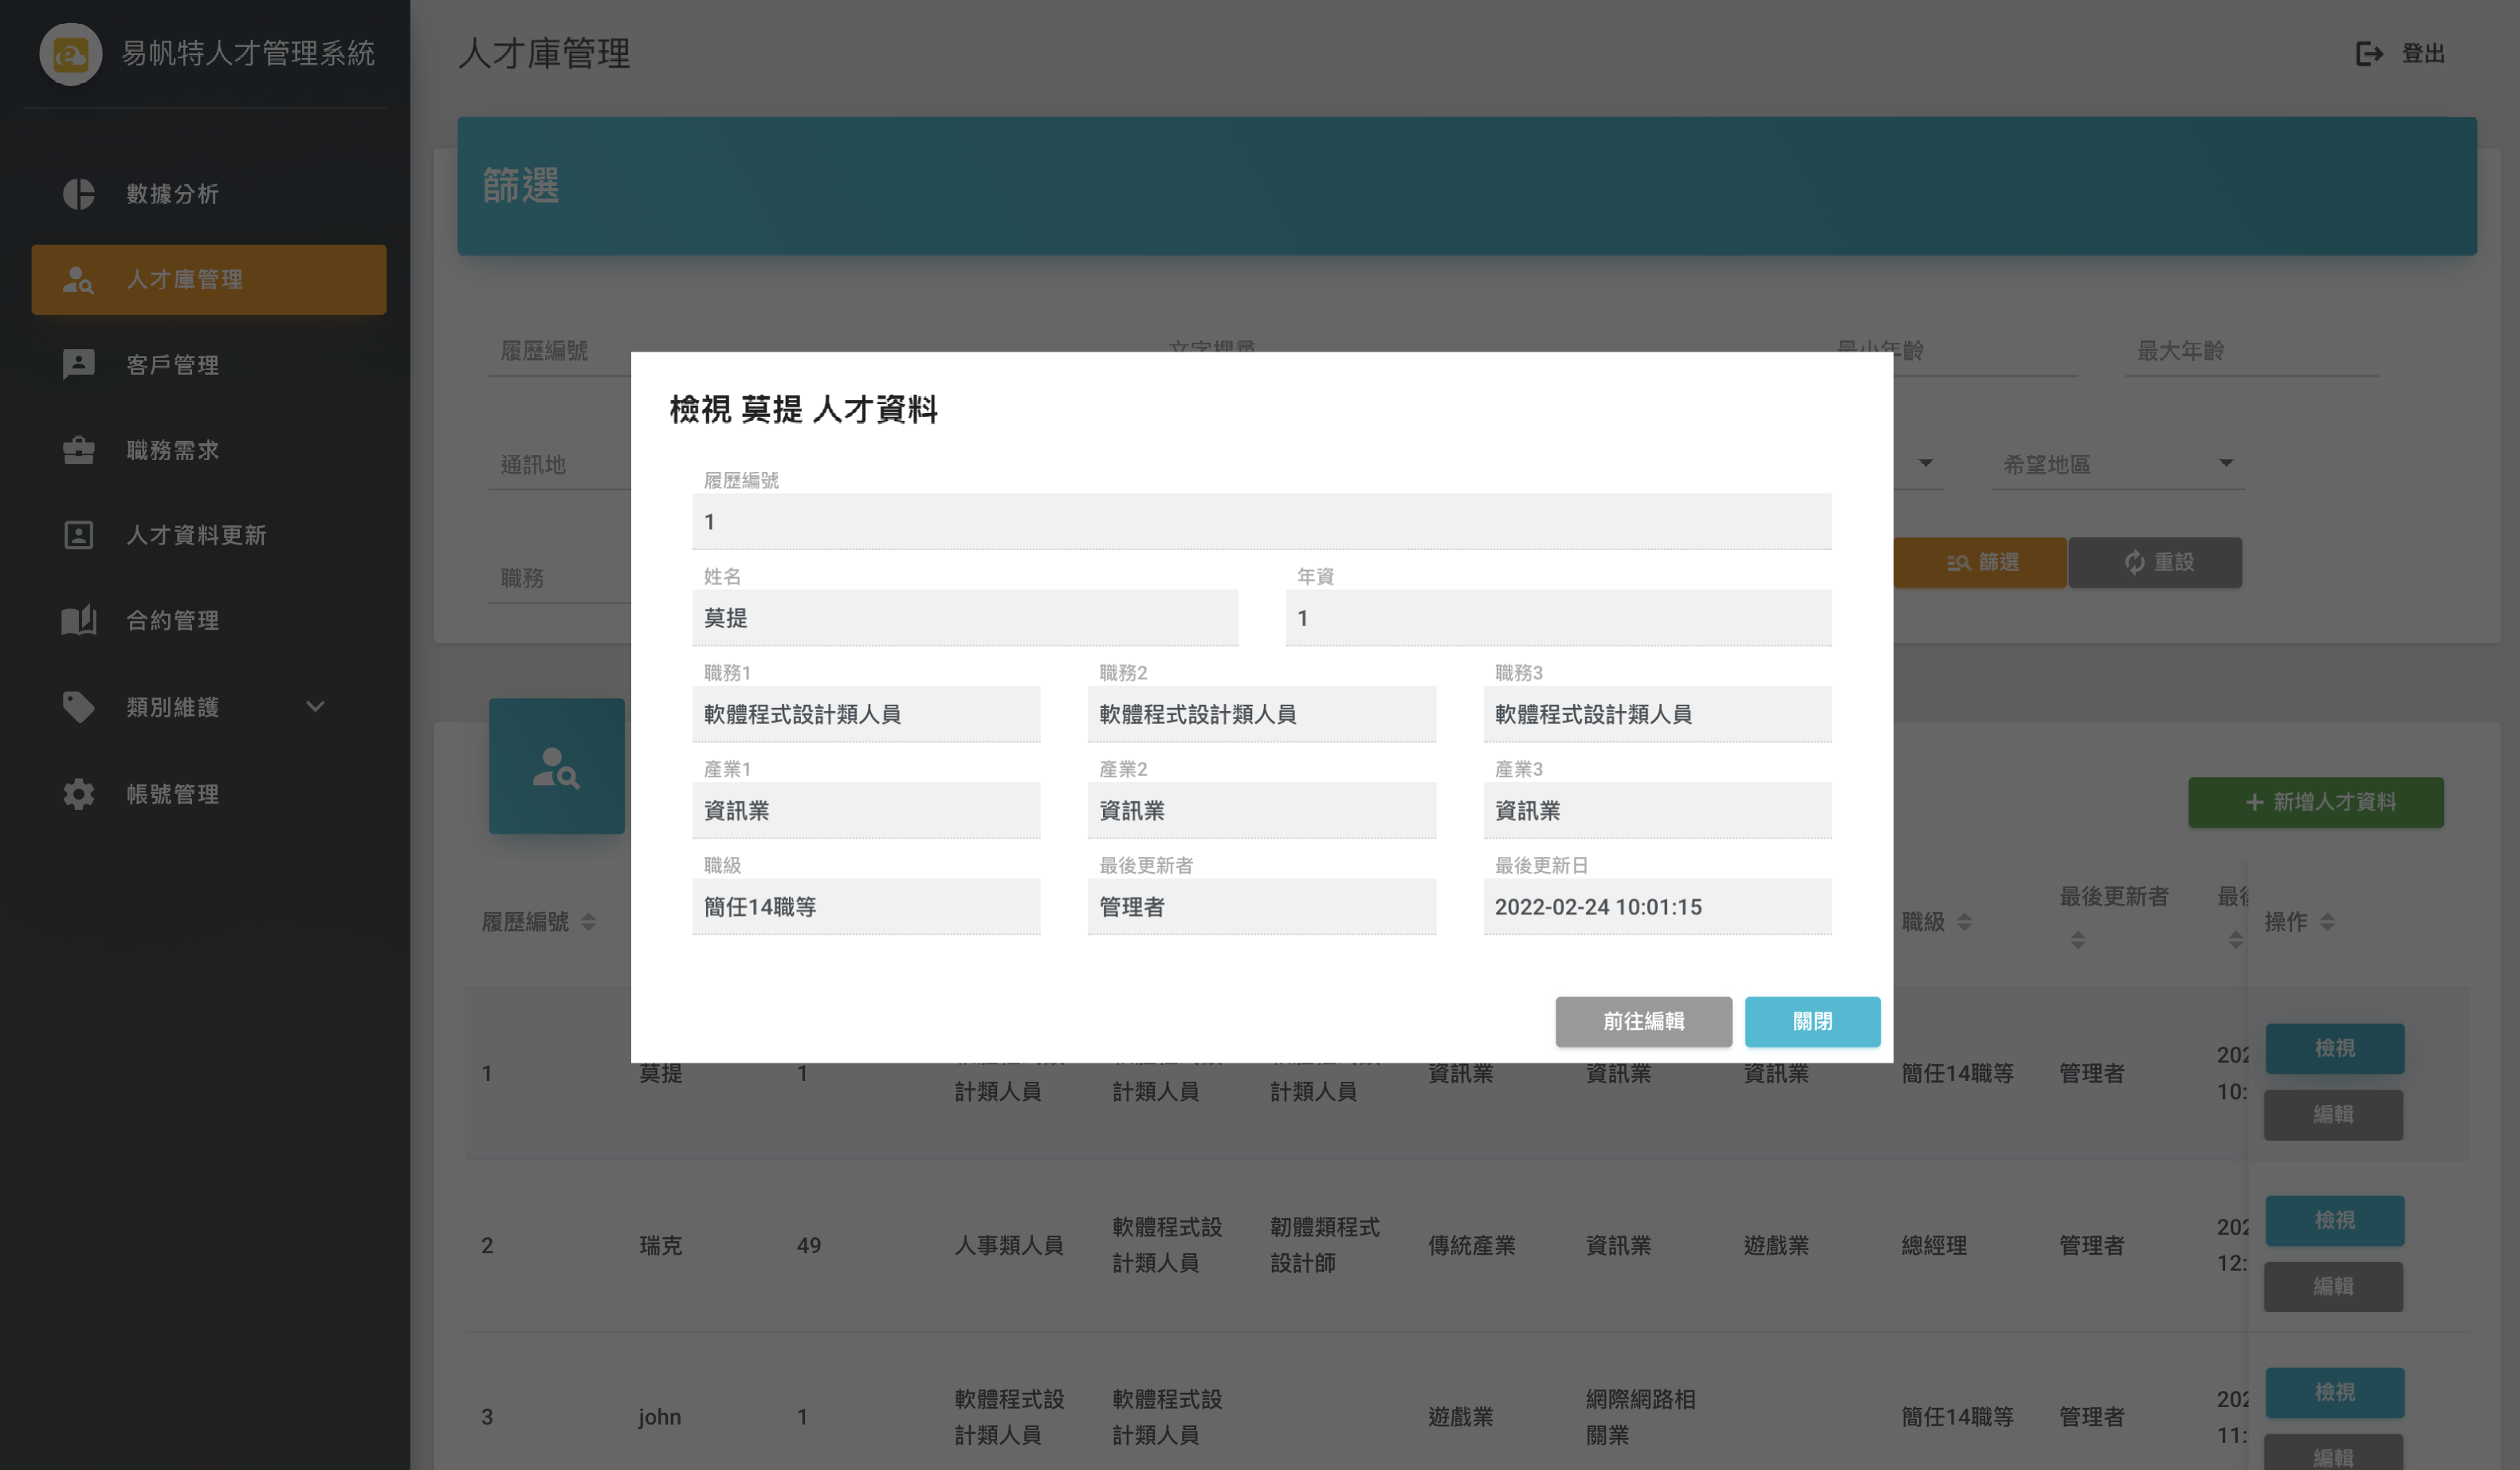 易帆特人才管理系統
數據分析
人才庫管理
客戶管理
職務需求
人才資料更新
合約管理
類別維護
帳號管理
人才庫管理
登出
篩選
履歷編號
文字搜尋
最小年齡
最大年齡
通訊地
希望地區
職務
篩選
重設
檢視 莫提 人才資料
履歷編號
1
姓名
年資
莫提
1
職務1
職務2
職務3
軟體程式設計類人員
軟體程式設計類人員
軟體程式設計類人員
產業1
產業2
產業3
資訊業
資訊業
資訊業
職級
最後更新者
最後更新日
簡任14職等
管理者
2022-02-24 10:01:15
前往編輯
關閉
新增人才資料
履歷編號
職級
最後更新者
最後
操作
1
莫提
1
計類人員
計類人員
計類人員
資訊業
資訊業
資訊業
簡任14職等
管理者
202
10:
檢視
編輯
2
瑞克
49
人事類人員
軟體程式設
計類人員
韌體類程式
設計師
傳統產業
資訊業
遊戲業
總經理
管理者
202
12:
檢視
編輯
3
john
1
軟體程式設
計類人員
軟體程式設
計類人員
遊戲業
網際網路相
關業
簡任14職等
管理者
202
11:
檢視
編輯